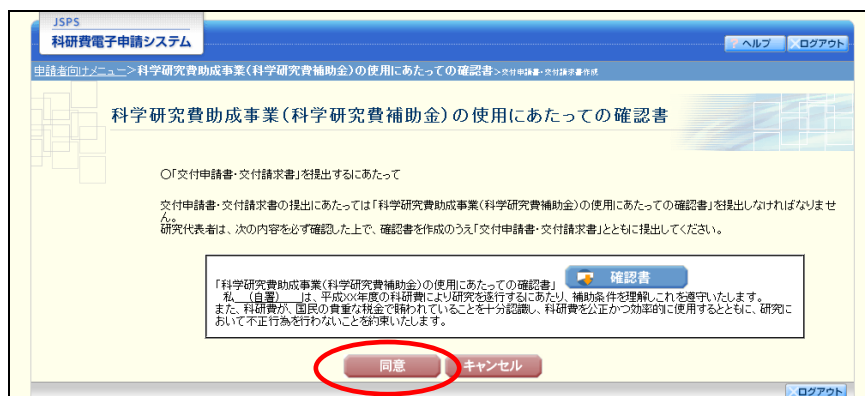 JSPS
科研費電子申請システム
? ヘルプ
×ログアウト
申請者向けメニュー>科学研究費助成事業(科学研究費補助金)の使用にあたっての確認書>交付申請書・交付請求書作成
科学研究費助成事業(科学研究費補助金)の使用にあたっての確認書
○「交付申請書・交付請求書」を提出するにあたって
交付申請書・交付請求書の提出にあたっては「科学研究費助成事業(科学研究費補助金)の使用にあたっての確認書」を提出しなければなりませ
ん。
研究代表者は、次の内容を必ず確認した上で、確認書を作成のうえ「交付申請書・交付請求書」とともに提出してください。
「科学研究費助成事業(科学研究費補助金)の使用にあたっての確認書」 確認書
私 (自署) は、平成××年度の科研費により研究を遂行するにあたり、補助条件を理解しこれを遵守いたします。
また、科研費が、国民の貴重な税金で賄われていることを十分認識し、科研費を公正かつ効率的に使用するとともに、研究に
おいて不正行為を行わないことを約束いたします。
同意
キャンセル
×ログアウト